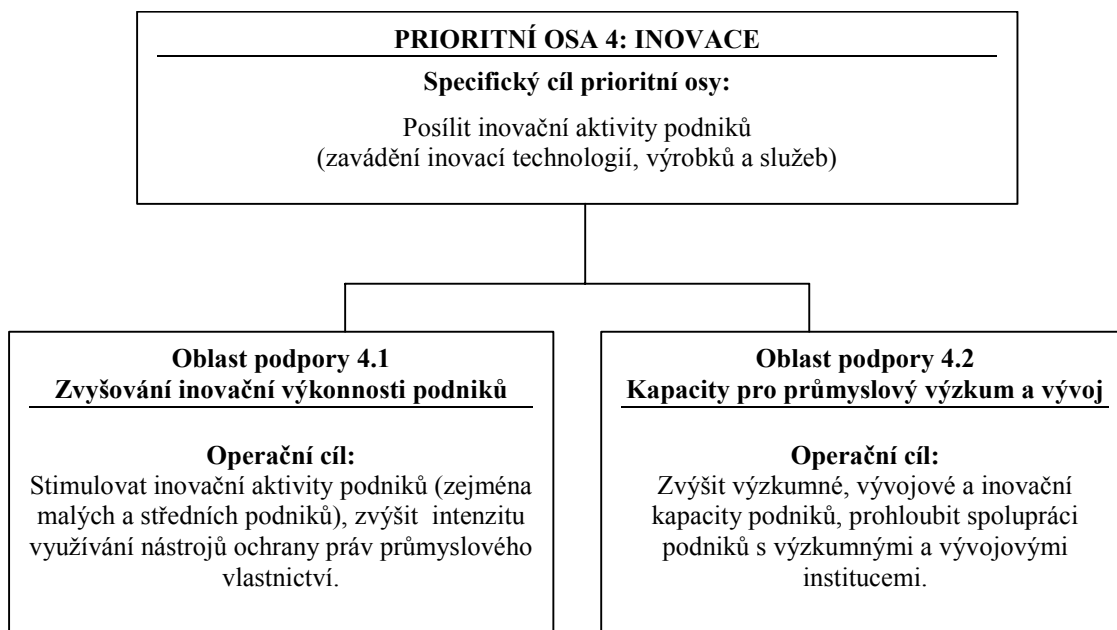 PRIORITNÍ OSA 4: INOVACE
Specifický cíl prioritní osy:
Posílit inovační aktivity podniků
(zavádění inovací technologií, výrobků a služeb)
Oblast podpory 4.1
Zvyšování inovační výkonnosti podniků
Operační cíl:
Stimulovat inovační aktivity podniků (zejména
malých a středních podniků), zvýšit intenzitu
využívání nástrojů ochrany práv průmyslového
vlastnictví.
Oblast podpory 4.2
Kapacity pro průmyslový výzkum a vývoj
Operační cíl:
Zvýšit výzkumné, vývojové a inovační
kapacity podniků, prohloubit spolupráci
podniků s výzkumnými a vývojovými
institucemi.